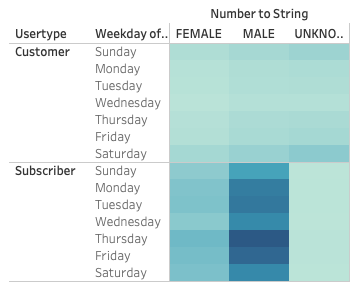 Number to String
Usertype Weekday of.. FEMALE MALE UNKNO..
Customer Sunday
Monday
Tuesday
Wednesday
Thursday
Friday
Saturday
Subscriber Sunday
Monday
Tuesday
Wednesday
Thursday
Friday
Saturday